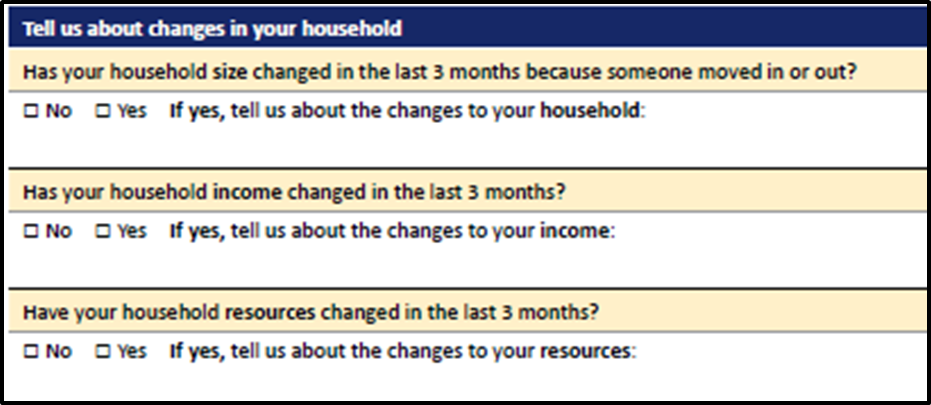 Tell us about changes in your household
Has your household size changed in the last 3 months because someone moved in or out?
☐ No ☐ Yes If yes, tell us about the changes to your household:
Has your household income changed in the last 3 months?
☐ No ☐ Yes If yes, tell us about the changes to your income:
Have your household resources changed in the last 3 months?
☐ No ☐ Yes If yes, tell us about the changes to your resources: